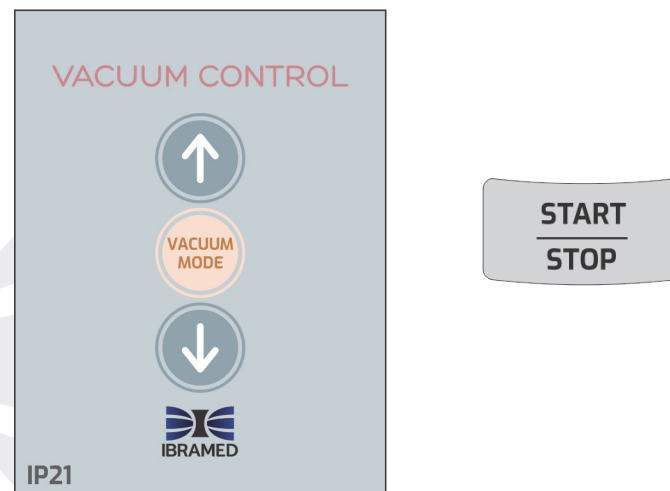 VACUUM CONTROL
VACUUM
MODE
IBRAMED
IP21
START
STOP